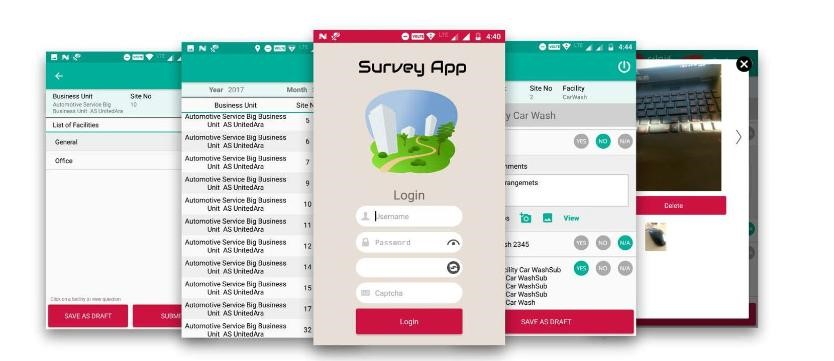 Business Unit Site No
Automotive Service Big 10
Business Unit AS UnitedAra
List of Facilities
General
Office
Click on a facility to view question
SAVE AS DRAFT
Year 2017 Month
Business Unit
Automotive Service Big Business 5
Unit AS UnitedAra
Automotive Service Big Business 6
Unit AS UnitedAra
Automotive Service Big Business 7
Unit AS UnitedAra
Automotive Service Big Business 9
Unit AS UnitedAra
Automotive Service Big Business 10
Unit AS UnitedAra
Automotive Service Big Business 11
Unit AS UnitedAra
Automotive Service Big Business 12
Unit AS UnitedAra
Automotive Service Big Business 14
Unit AS UnitedAra
Automotive Service Big Business 15
Unit AS UnitedAra
Automotive Service Big Business 17
Unit AS UnitedAra
Automotive Service Big Business 32
Unit AS UnitedAra
LTE 4:40
Survey App
Login
Username
Password
Captcha
Login
LTE 4:44
Site No Facility
2 CarWash
y Car Wash
YES NO N/A
View
sh 2345 YES NO N/A
Car WashSub YES NO N/A
Car WashSub
Car WashSub
Car WashSub
Car Wash
SAVE AS DRAFT
Delete